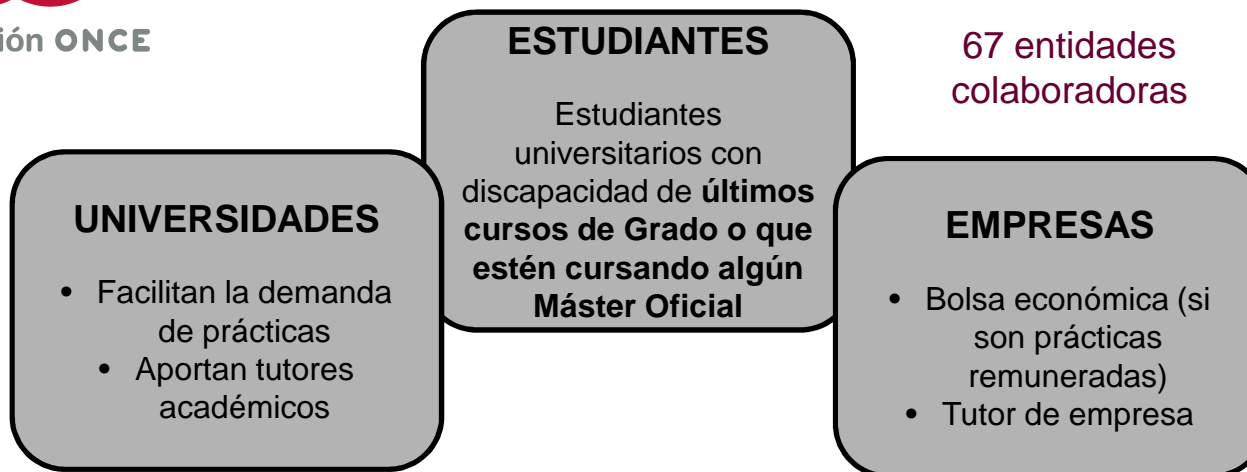 ión ONCE
ESTUDIANTES
Estudiantes
universitarios con
discapacidad de últimos
cursos de Grado o que
estén cursando algún
Máster Oficial
67 entidades
colaboradoras
UNIVERSIDADES
• Facilitan la demanda
de prácticas
• Aportan tutores
académicos
EMPRESAS
• Bolsa económica (si
son prácticas
remuneradas)
• Tutor de empresa